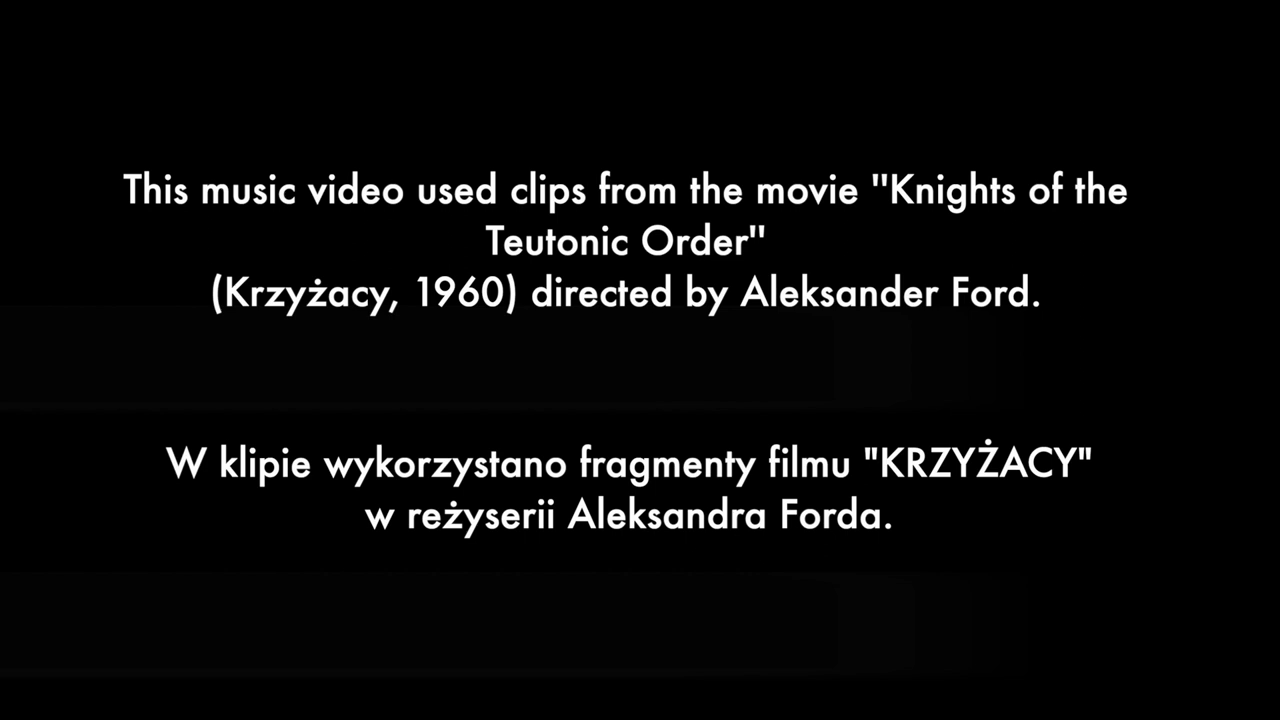 This music video used clips from the movie "Knights of the
Teutonic Order"
(Krzyżacy, 1960) directed by Aleksander Ford.
W klipie wykorzystano fragmenty filmu "KRZYŻACY"
w reżyserii Aleksandra Forda.